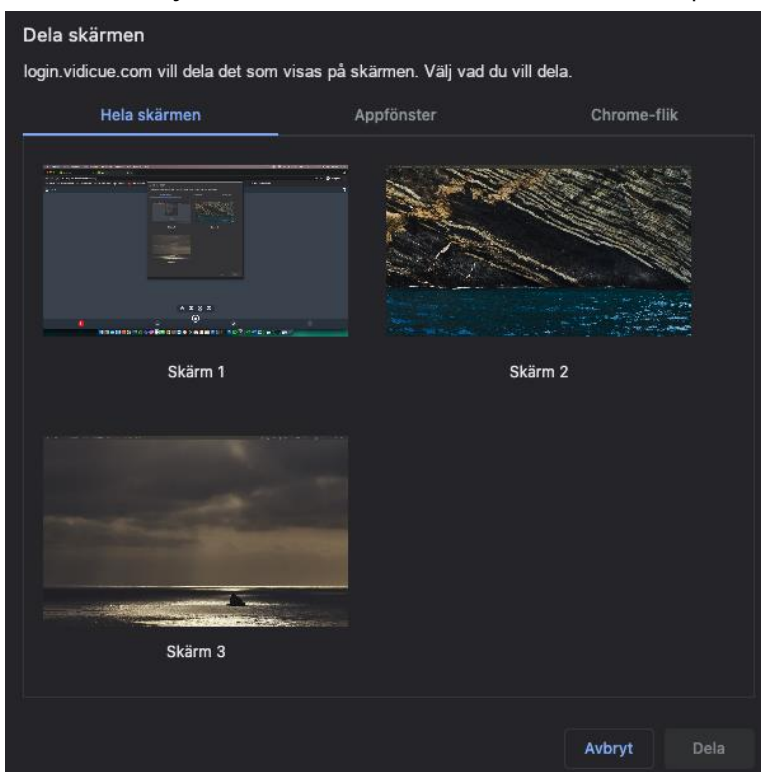 Dela skärmen
login.vidicue.com vill dela det som visas på skärmen. Välj vad du vill dela.
Hela skärmen Appfönster Chrome-flik
Skärm 1 Skärm 2
Skärm 3
Avbryt Dela